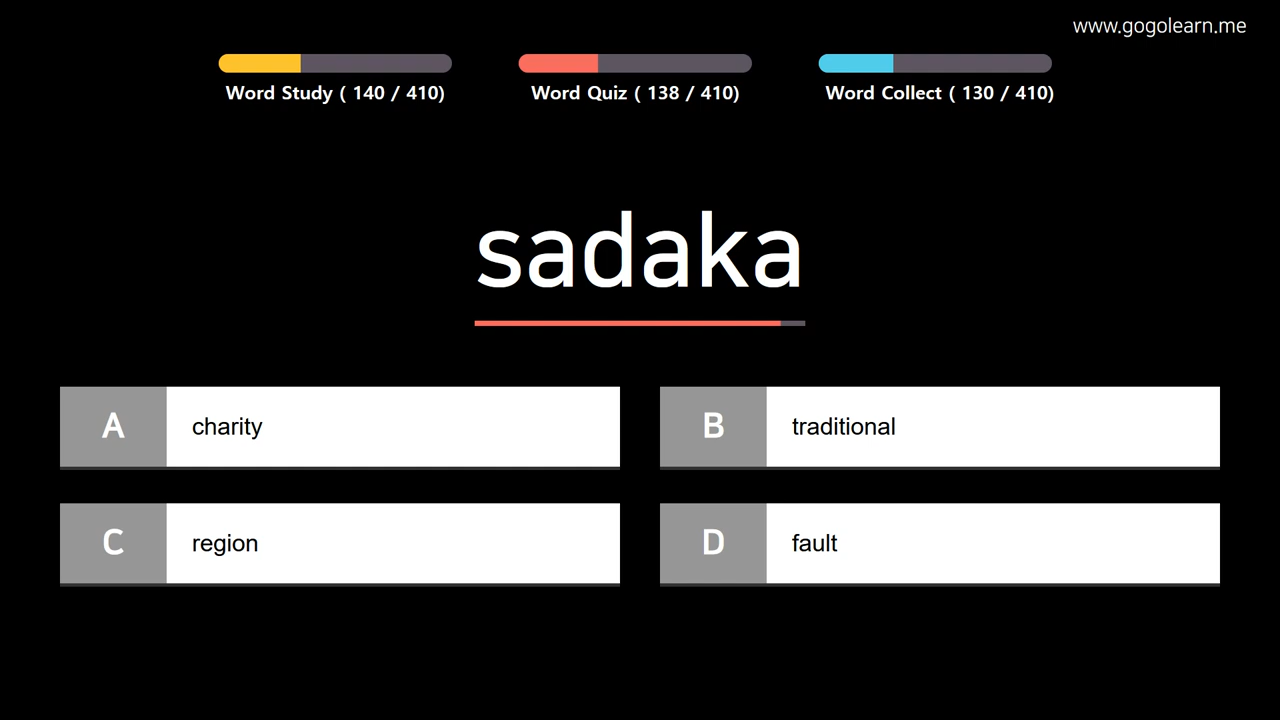 www.gogolearn.me
Word Study ( 140 / 410)
Word Quiz ( 138 / 410)
Word Collect ( 130 / 410)
sadaka
A charity
B traditional
C region
D fault